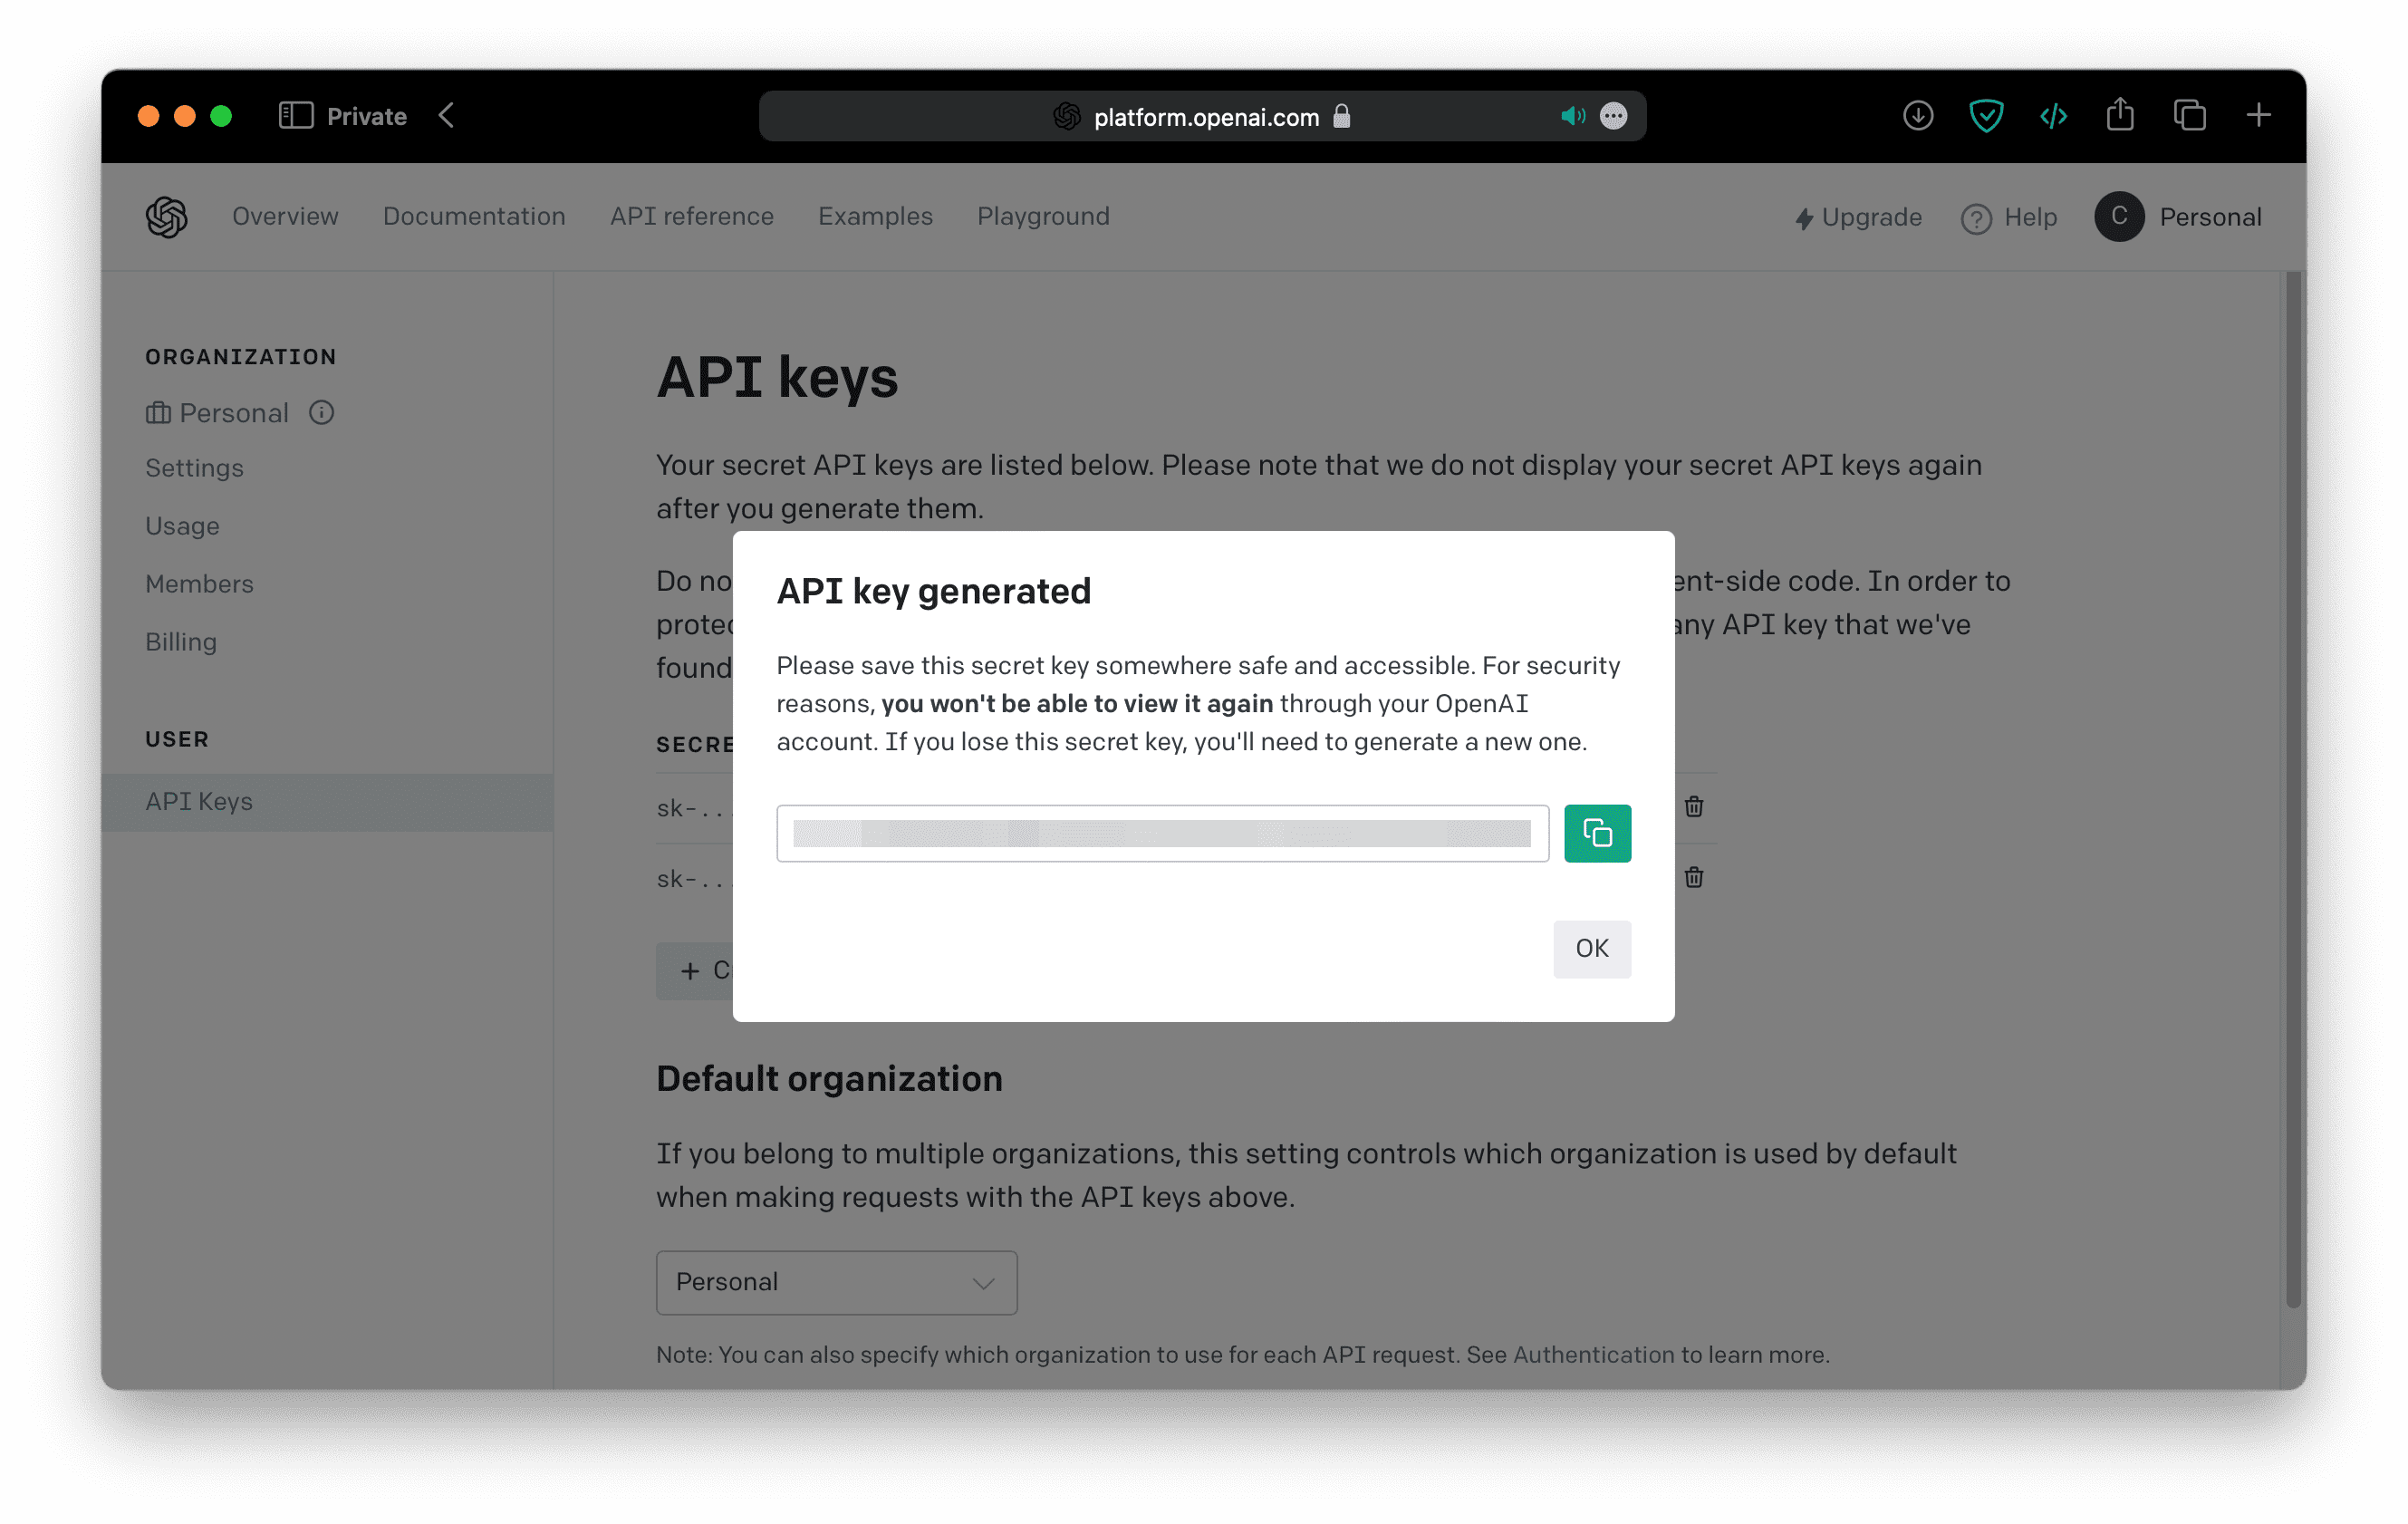 Private
platform.openai.com
Overview Documentation API reference Examples Playground
Upgrade Help C Personal
ORGANIZATION
Personal
Settings
Usage
Members
Billing
USER
API Keys
API keys
Your secret API keys are listed below. Please note that we do not display your secret API keys again
after you generate them.
Do no
ent-side code. In order to
protec
any API key that we've
found
SECRE
sk-...
sk-...
+ C
API key generated
Please save this secret key somewhere safe and accessible. For security
reasons, you won't be able to view it again through your OpenAI
account. If you lose this secret key, you'll need to generate a new one.
OK
Default organization
If you belong to multiple organizations, this setting controls which organization is used by default
when making requests with the API keys above.
Personal
Note: You can also specify which organization to use for each API request. See Authentication to learn more.